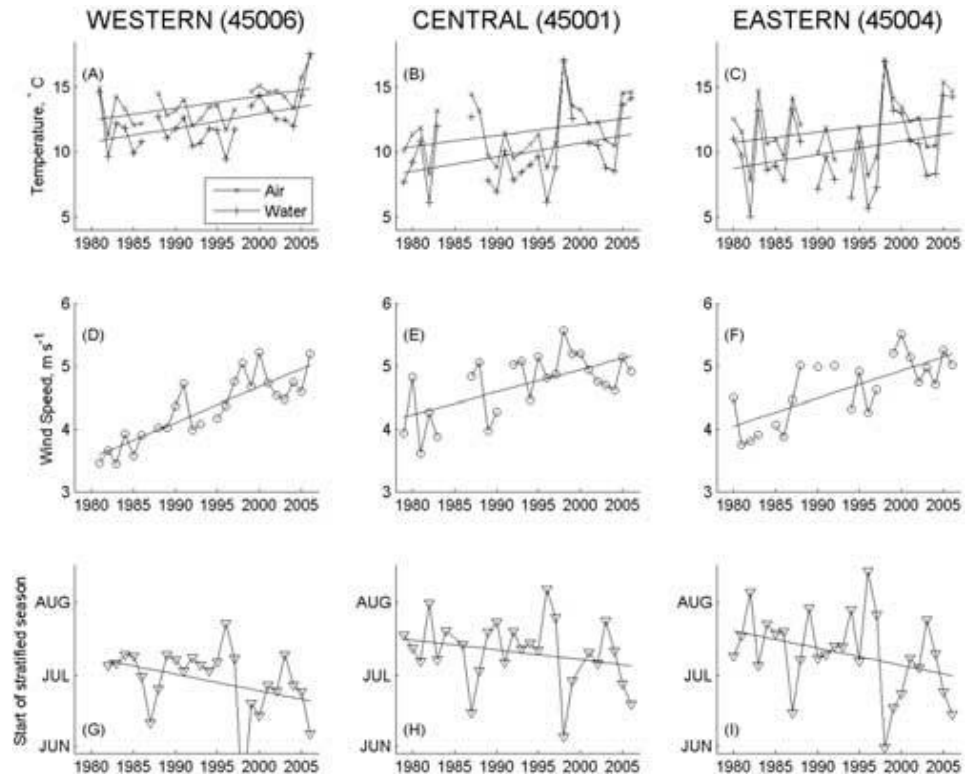 WESTERN (45006) CENTRAL (45001) EASTERN (45004)
Temperature, °C
15
10
5
(A)
Air
Water
1980 1985 1990 1995 2000 2005
15
10
5
(B)
1980 1985 1990 1995 2000 2005
15
10
5
(C)
1980 1985 1990 1995 2000 2005
Wind Speed, m s⁻¹
6
5
4
3
(D)
1980 1985 1990 1995 2000 2005
6
5
4
3
(E)
1980 1985 1990 1995 2000 2005
6
5
4
3
(F)
1980 1985 1990 1995 2000 2005
Start of stratified season
AUG
JUL
JUN
(G)
1980 1985 1990 1995 2000 2005
AUG
JUL
JUN
(H)
1980 1985 1990 1995 2000 2005
AUG
JUL
JUN
(I)
1980 1985 1990 1995 2000 2005